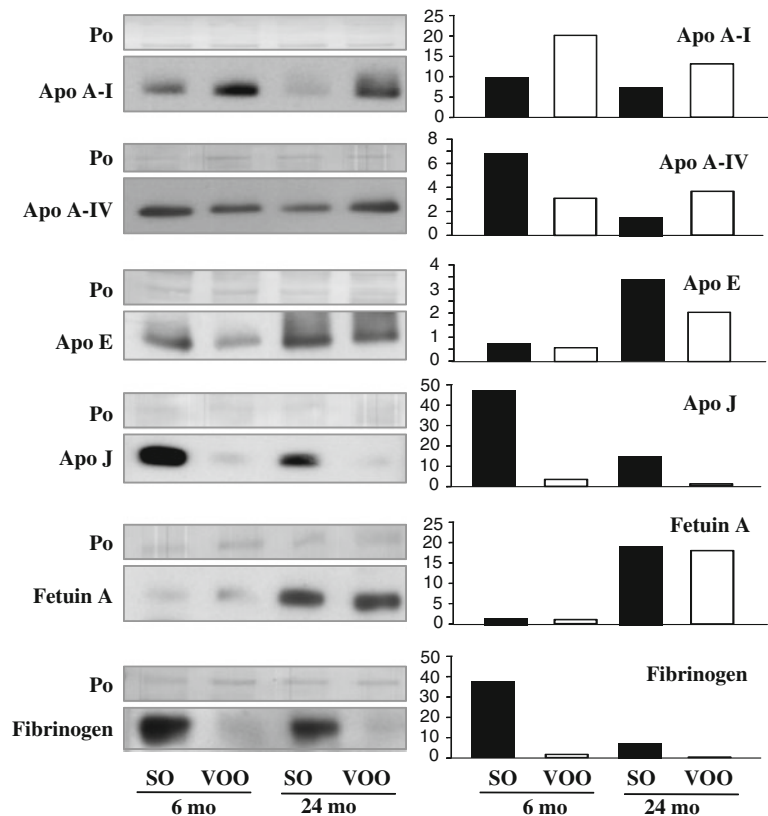 Po
Apo A-I
25
20
15
10
5
0
Apo A-I
Po
Apo A-IV
8
6
4
2
0
Apo A-IV
Po
Apo E
4
3
2
1
0
Apo E
Po
Apo J
50
40
30
20
10
0
Apo J
Po
Fetuin A
25
20
15
10
5
0
Fetuin A
Po
Fibrinogen
50
40
30
20
10
0
Fibrinogen
SO VOO SO VOO
6 mo 24 mo
SO VOO SO VOO
6 mo 24 mo